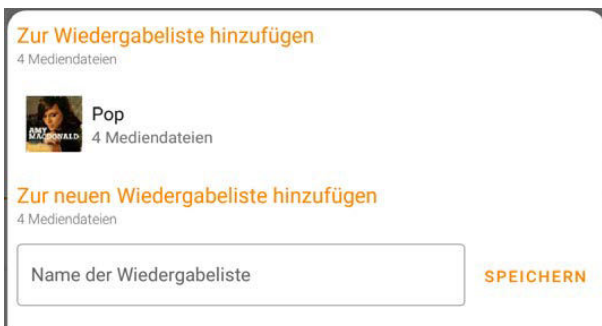 Zur Wiedergabeliste hinzufügen
4 Mediendateien
AMY
MACDONALD
Pop
4 Mediendateien
Zur neuen Wiedergabeliste hinzufügen
4 Mediendateien
Name der Wiedergabeliste
SPEICHERN